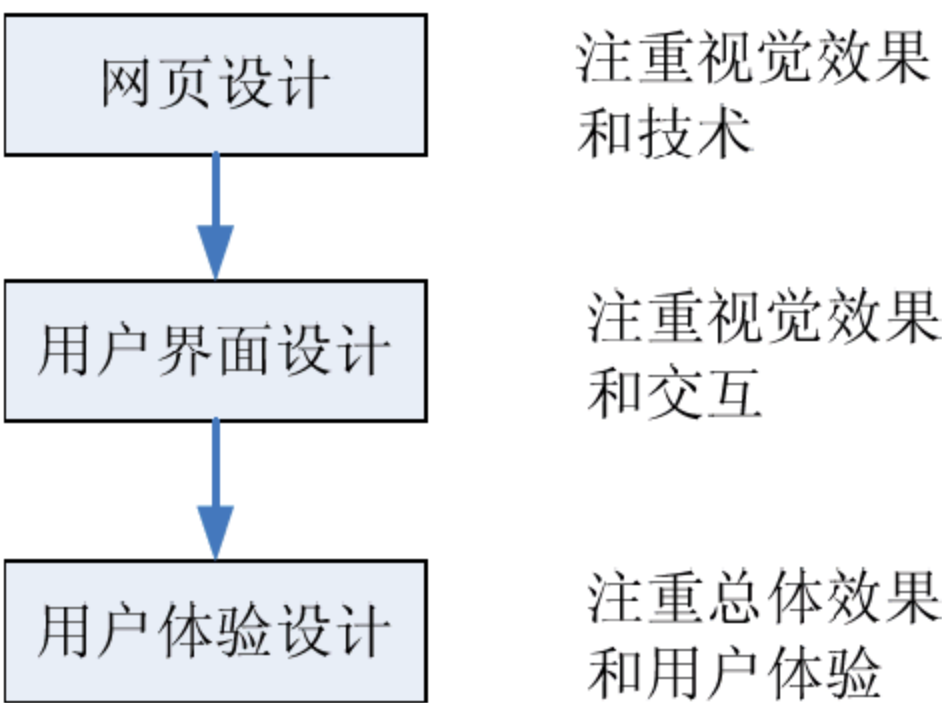 网页设计
注重视觉效果
和技术
用户界面设计
注重视觉效果
和交互
用户体验设计
注重总体效果
和用户体验